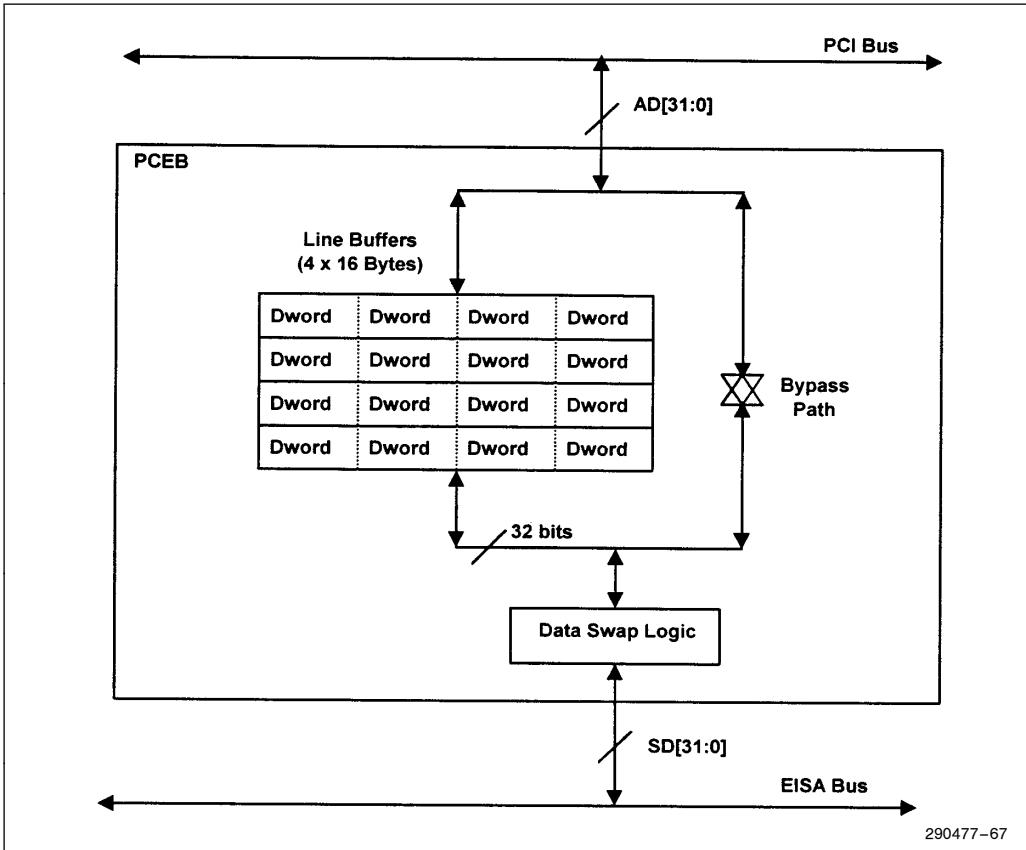 PCI Bus
AD[31:0]
PCEB
Line Buffers
(4 x 16 Bytes)
Dword Dword Dword Dword
Dword Dword Dword Dword
Dword Dword Dword Dword
Dword Dword Dword Dword
Bypass
Path
32 bits
Data Swap Logic
SD[31:0]
EISA Bus
290477–67